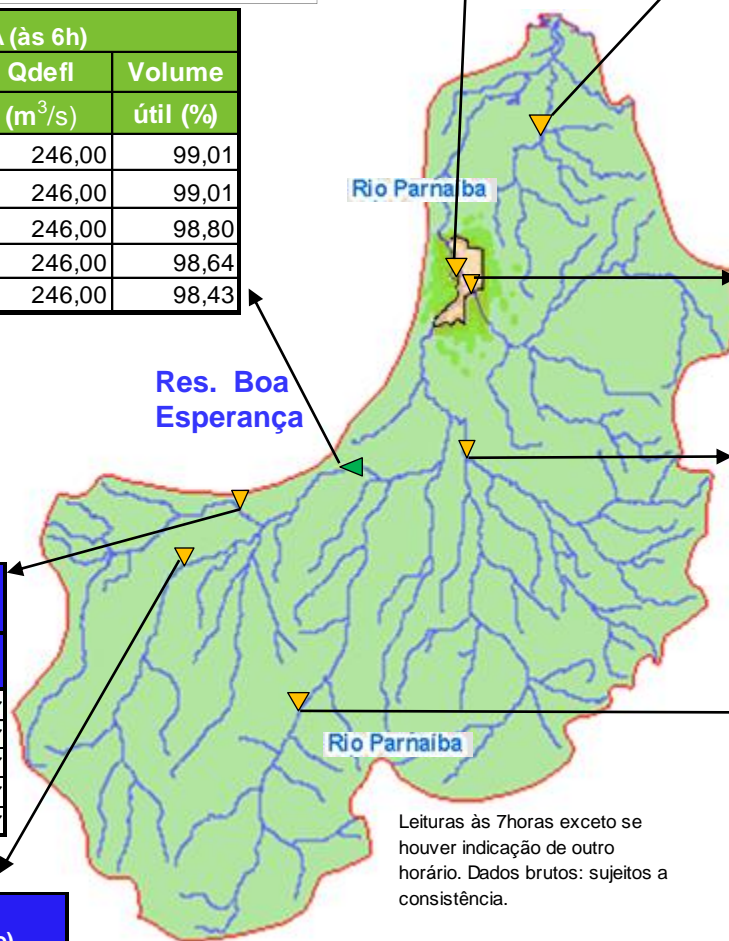 A (às 6h)
Qdefl Volume
(m³/s) útil (%)
246,00 99,01
246,00 99,01
246,00 98,80
246,00 98,64
246,00 98,43
Rio Parnaíba
Res. Boa
Esperança
Rio Parnaíba
Leituras às 7horas exceto se
houver indicação de outro
horário. Dados brutos: sujeitos a
consistência.